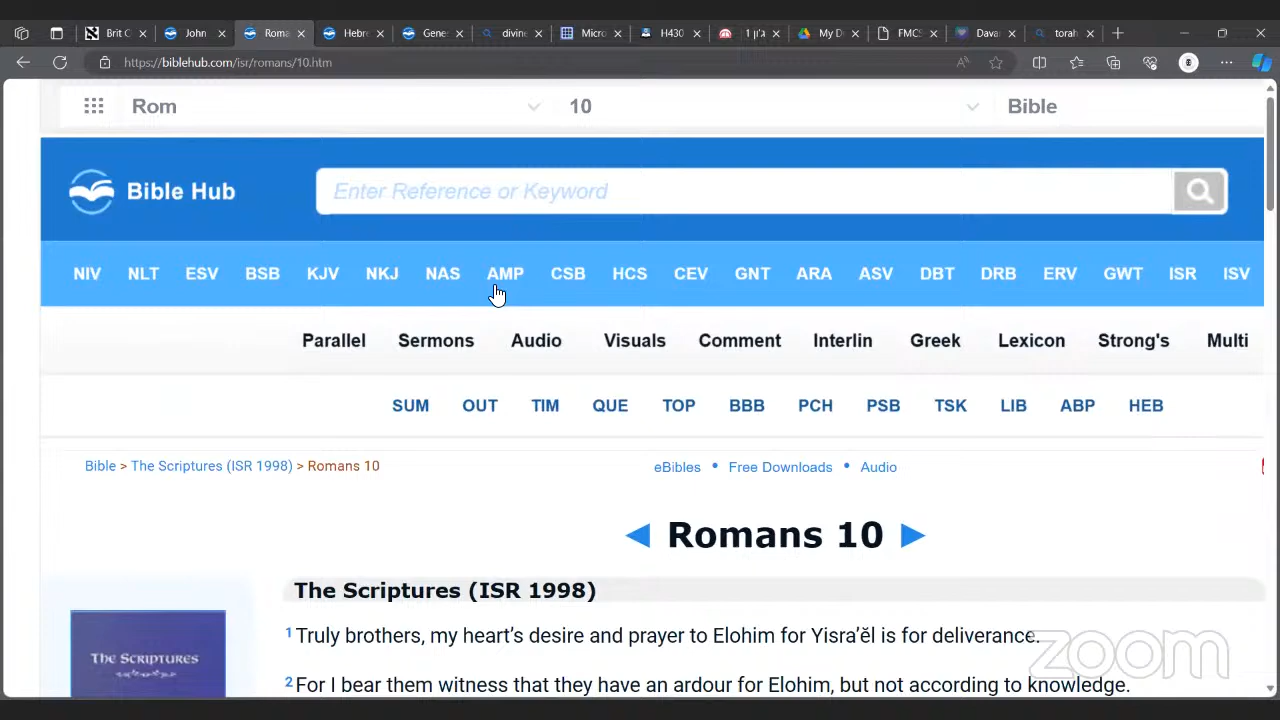 Brit C
John
Roma
Hebre
Gene
divin
Micro
H430
1 јι'a
My D
FMCS
Dava
torah
https://biblehub.com/isr/romans/10.htm
Rom 10 Bible
Bible Hub Enter Reference or Keyword
NIV NLT ESV BSB KJV NKJ NAS AMP CSB HCS CEV GNT ARA ASV DBT DRB ERV GWT ISR ISV
Parallel Sermons Audio Visuals Comment Interlin Greek Lexicon Strong's Multi
SUM OUT TIM QUE TOP BBB PCH PSB TSK LIB ABP HEB
Bible > The Scriptures (ISR 1998) > Romans 10
eBibles • Free Downloads • Audio
◄ Romans 10 ►
The Scriptures (ISR 1998)
1 Truly brothers, my heart’s desire and prayer to Elohim for Yisra’ĕl is for deliverance.
2 For I bear them witness that they have an ardour for Elohim, but not according to knowledge.
The Scriptures
zoom